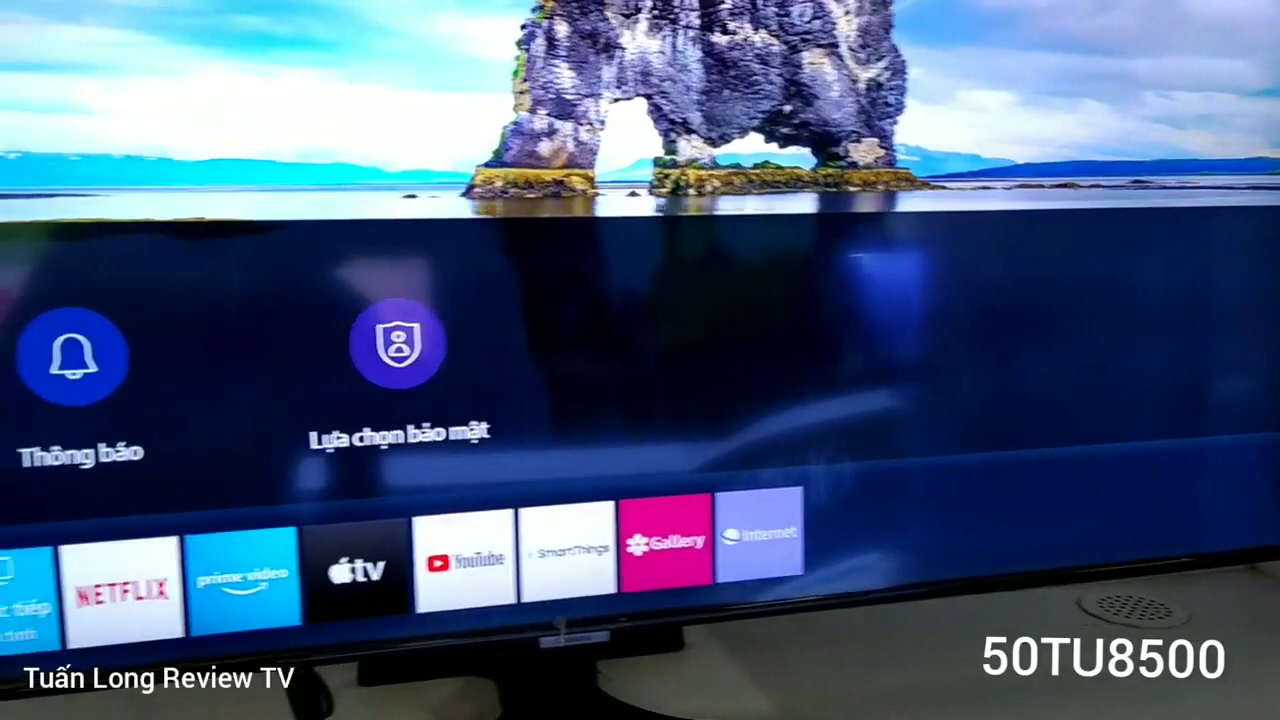 Thông báo
Lựa chọn bảo mật
tiếp
NETFLIX
prime video
tv
YouTube
SmartThings
Gallery
Internet
50TU8500
Tuấn Long Review TV